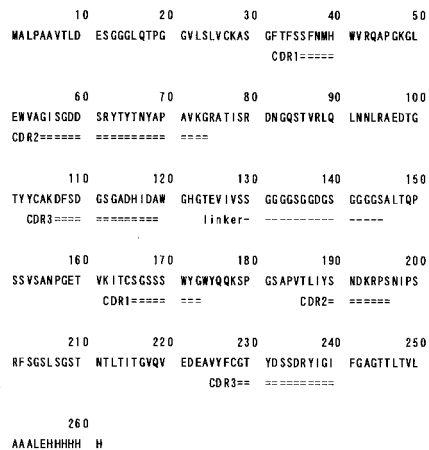 10 20 30 40 50
MALPAAVTLD ESGGGLQTPG GVLSLVCKAS GFTFSSFNMH WVRQAPGKGL
CDR1=====
60 70 80 90 100
EWVAGISGDD SRYTYTNYAP AVKGRATISR DNGQSTVRLQ LNNLRAEDTG
CDR2====== ========== ====
110 120 130 140 150
TYYCAKDFSD GSGADHIDAW GHGTEVIVSS GGGGSGGDGS GGGGSALTQP
CDR3==== ========= linker- ---------- -----
160 170 180 190 200
SSVSANPGET VKITCSGSSS WYGWYQQKSP GSAPVTLIYS NDKRPSNIPS
CDR1===== === CDR2= ======
210 220 230 240 250
RFSGSLSGST NTLTITGVQV EDEAVYFCGT YDSSDRYIGI FGAGTTLTVL
CDR3== ==========
260
AAALEHHHHH H